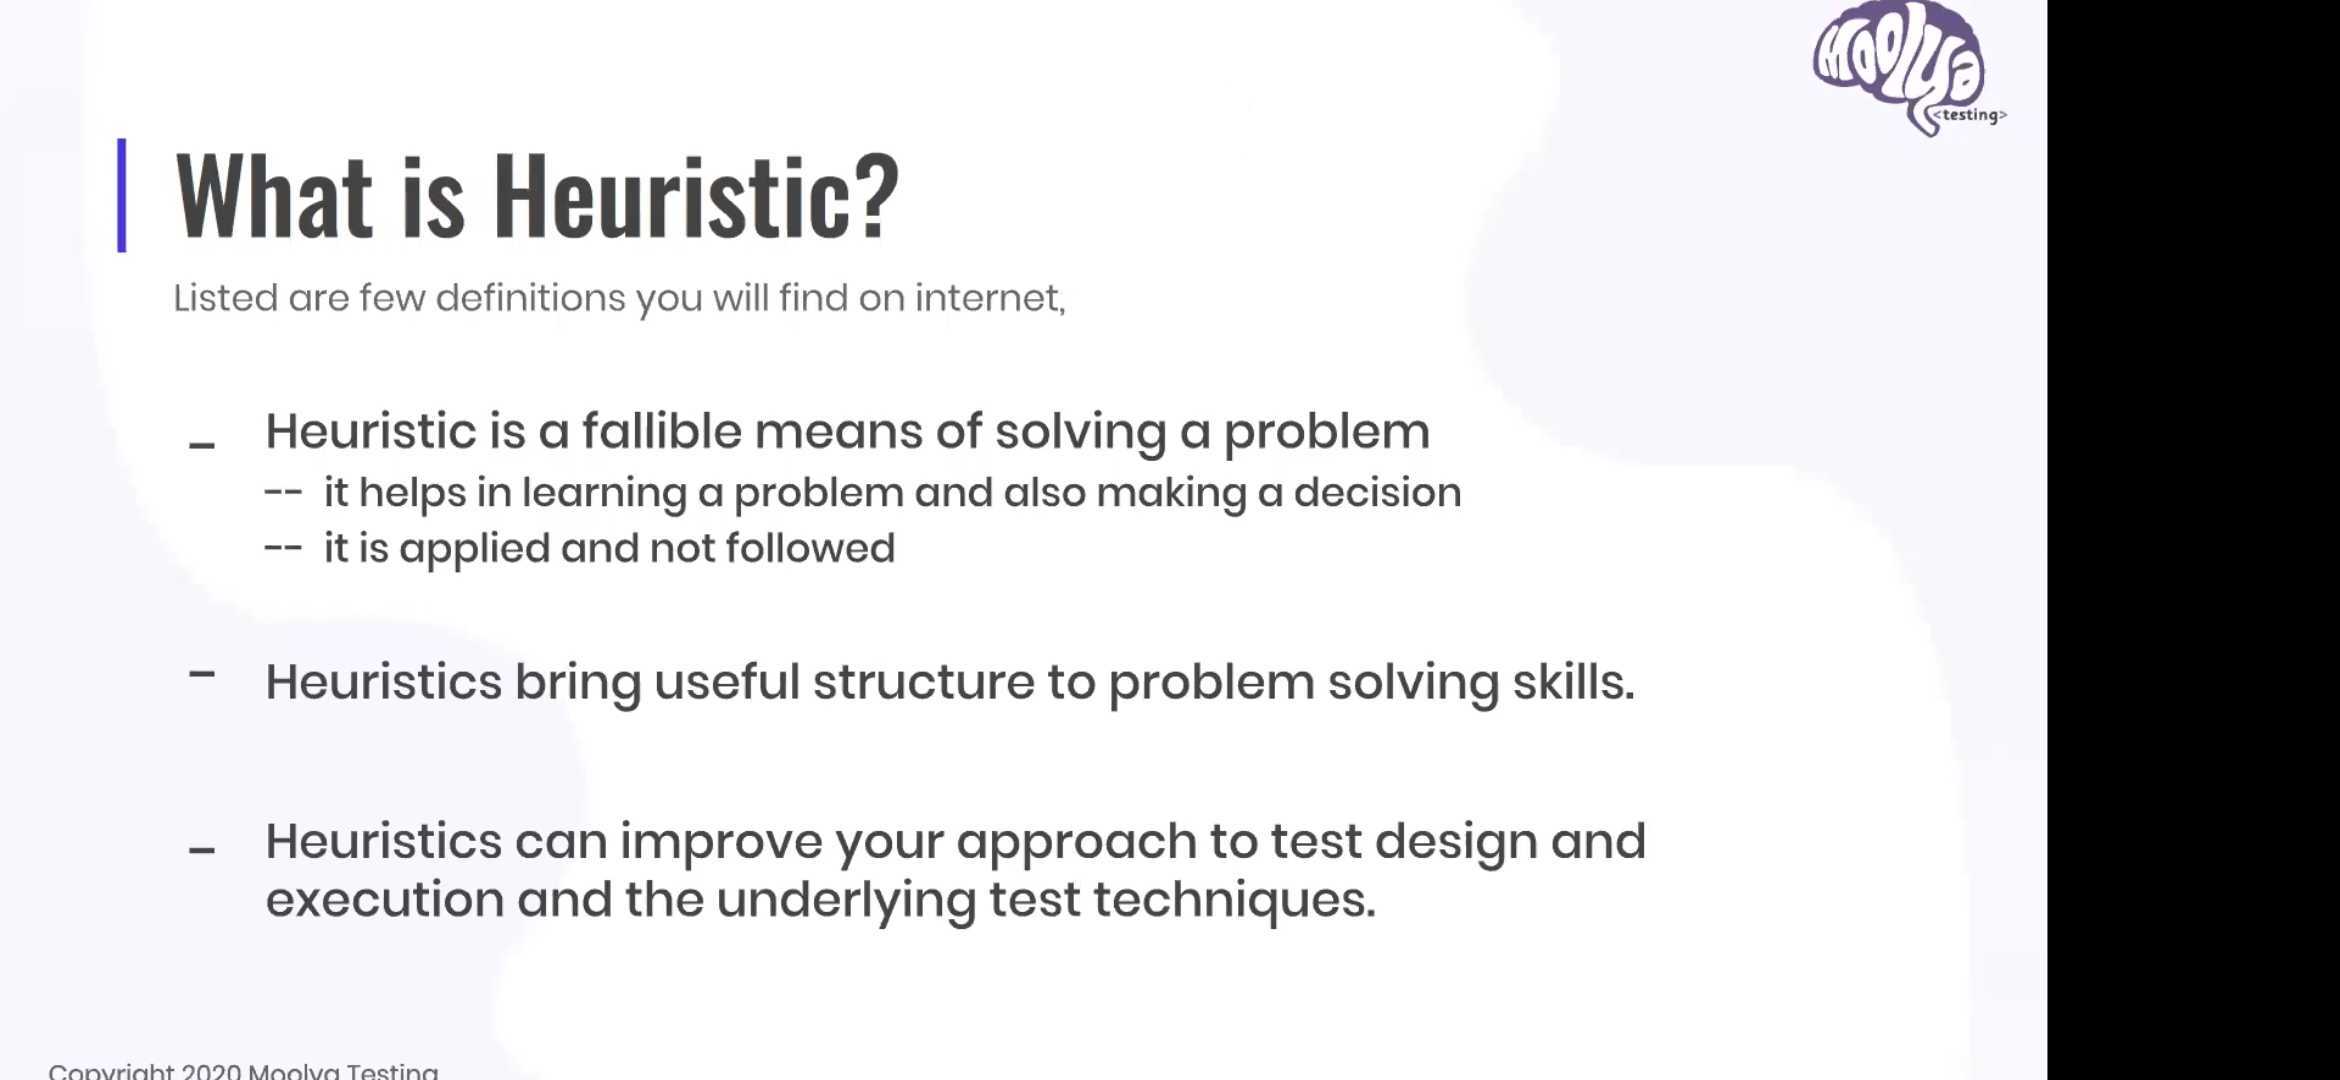 Moolya
<testing>
What is Heuristic?
Listed are few definitions you will find on internet,
– Heuristic is a fallible means of solving a problem
-- it helps in learning a problem and also making a decision
-- it is applied and not followed
– Heuristics bring useful structure to problem solving skills.
– Heuristics can improve your approach to test design and
execution and the underlying test techniques.
Copyright 2020 Moolya Testing